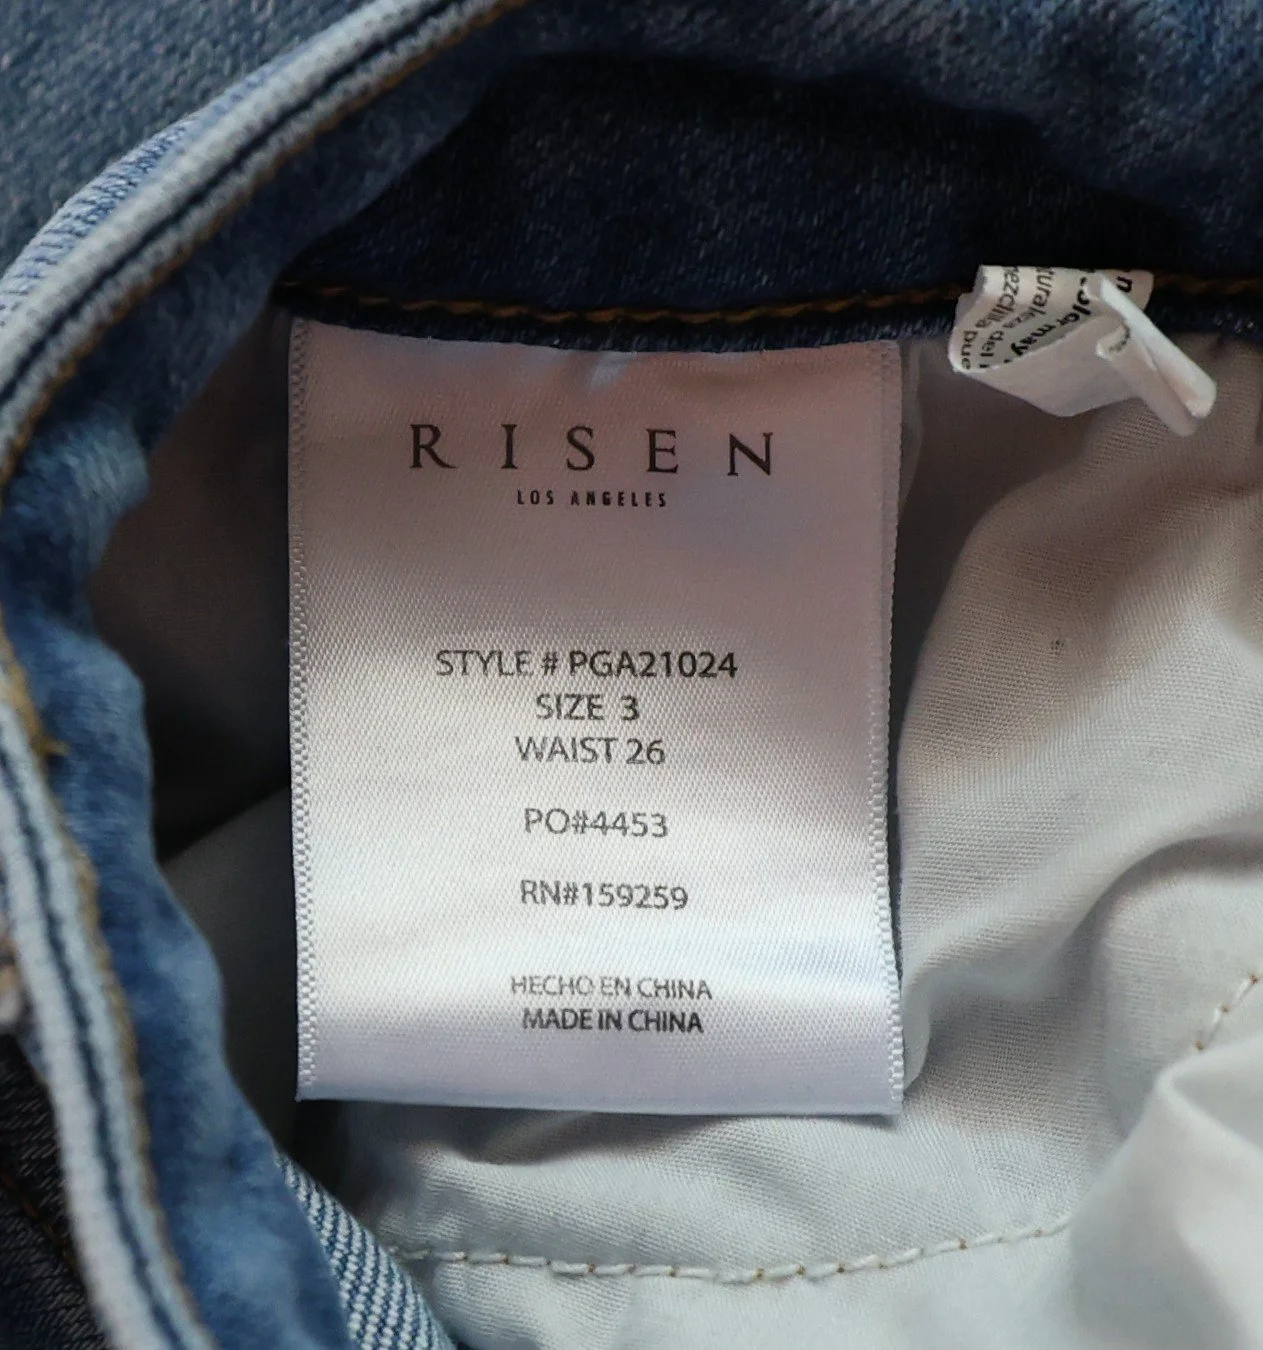 RISEN
LOS ANGELES
STYLE # PGA21024
SIZE 3
WAIST 26
PO#4453
RN#159259
HECHO EN CHINA
MADE IN CHINA
may